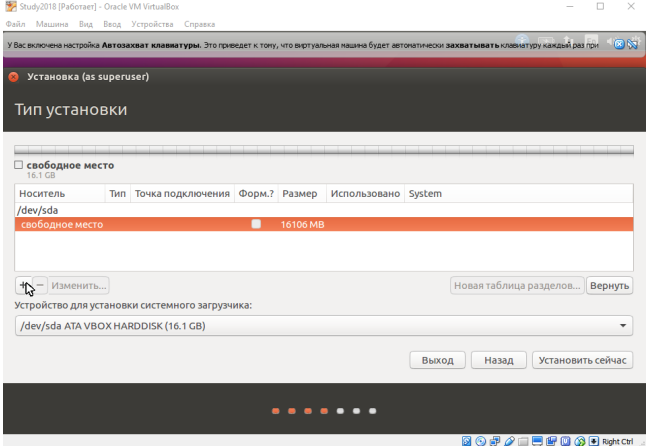 Study2018 [Работает] - Oracle VM VirtualBox
Файл Машина Вид Ввод Устройства Справка
У Вас включена настройка Автозахват клавиатуры. Это приведет к тому, что виртуальная машина будет автоматически захватывать клавиатуру каждый раз при
Установка (as superuser)
Тип установки
свободное место
16.1 GB
Носитель Тип Точка подключения Форм.? Размер Использовано System
/dev/sda
свободное место 16106 MB
+ − Изменить... Новая таблица разделов... Вернуть
Устройство для установки системного загрузчика:
/dev/sda ATA VBOX HARDDISK (16.1 GB)
Выход Назад Установить сейчас
Right Ctrl